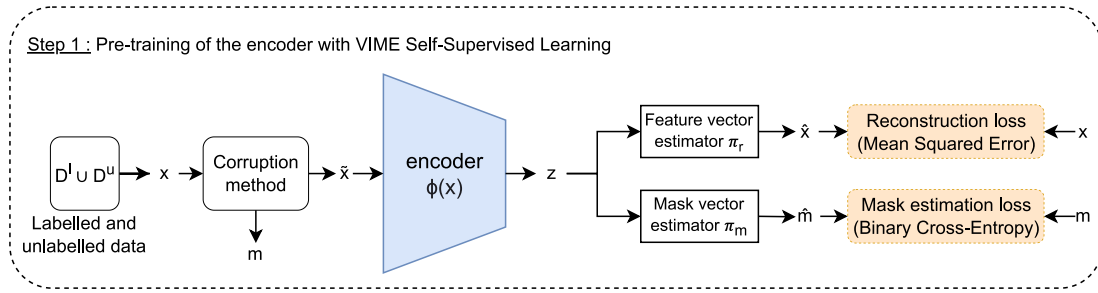 Step 1 : Pre-training of the encoder with VIME Self-Supervised Learning
Dˡ ∪ Dᵘ
Labelled and
unlabelled data
x
Corruption
method
m
x̃
encoder
ϕ(x)
z
Feature vector
estimator πᵣ
x̂
Reconstruction loss
(Mean Squared Error)
x
Mask vector
estimator πₘ
m̂
Mask estimation loss
(Binary Cross-Entropy)
m